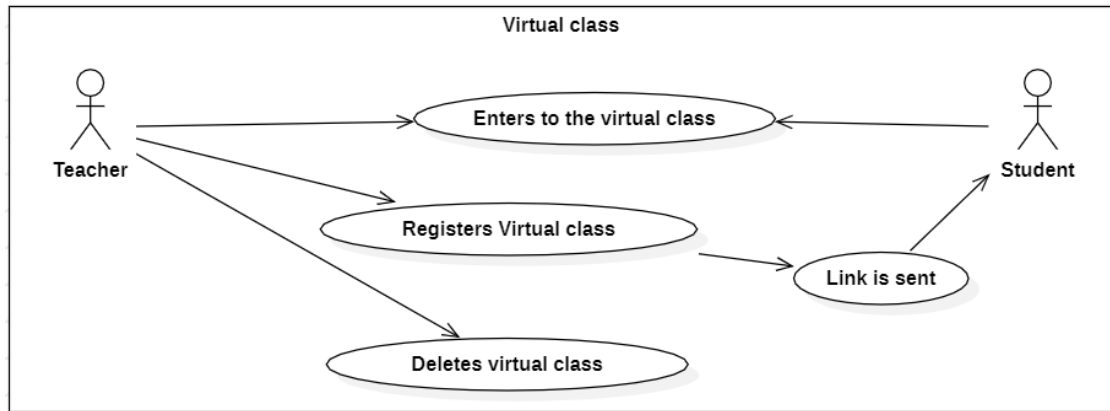 Virtual class
Enters to the virtual class
Teacher
Student
Registers Virtual class
Link is sent
Deletes virtual class